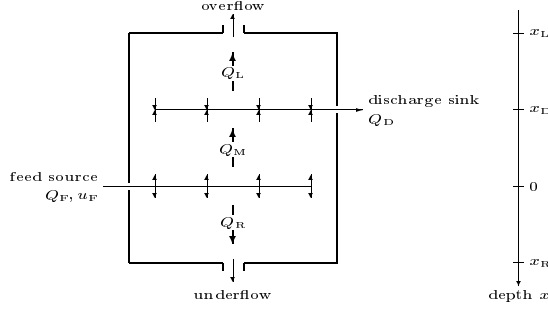 overflow
x_L
Q_L
discharge sink
x_D
Q_D
Q_M
feed source
0
Q_F, u_F
Q_R
x_R
underflow
depth x